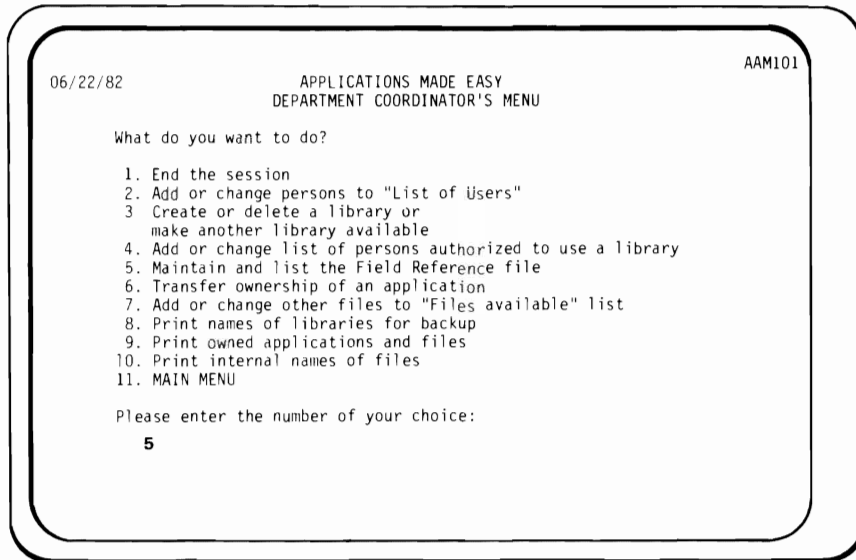 AAM101
06/22/82 APPLICATIONS MADE EASY
DEPARTMENT COORDINATOR'S MENU
What do you want to do?
1. End the session
2. Add or change persons to "List of Users"
3 Create or delete a library or
make another library available
4. Add or change list of persons authorized to use a library
5. Maintain and list the Field Reference file
6. Transfer ownership of an application
7. Add or change other files to "Files available" list
8. Print names of libraries for backup
9. Print owned applications and files
10. Print internal names of files
11. MAIN MENU
Please enter the number of your choice:
5